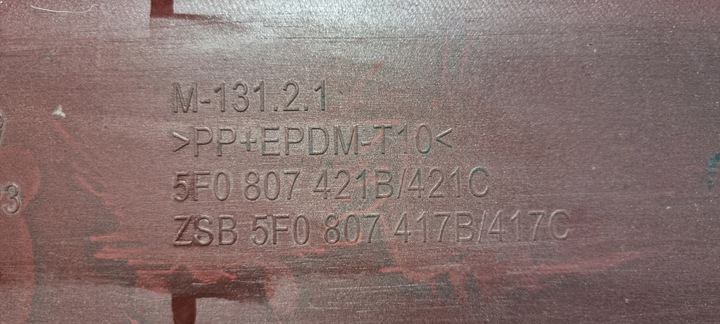 M-131.2.1
>PP+EPDM-T10<
5F0 807 421B/421C
ZSB 5F0 807 417B/417C